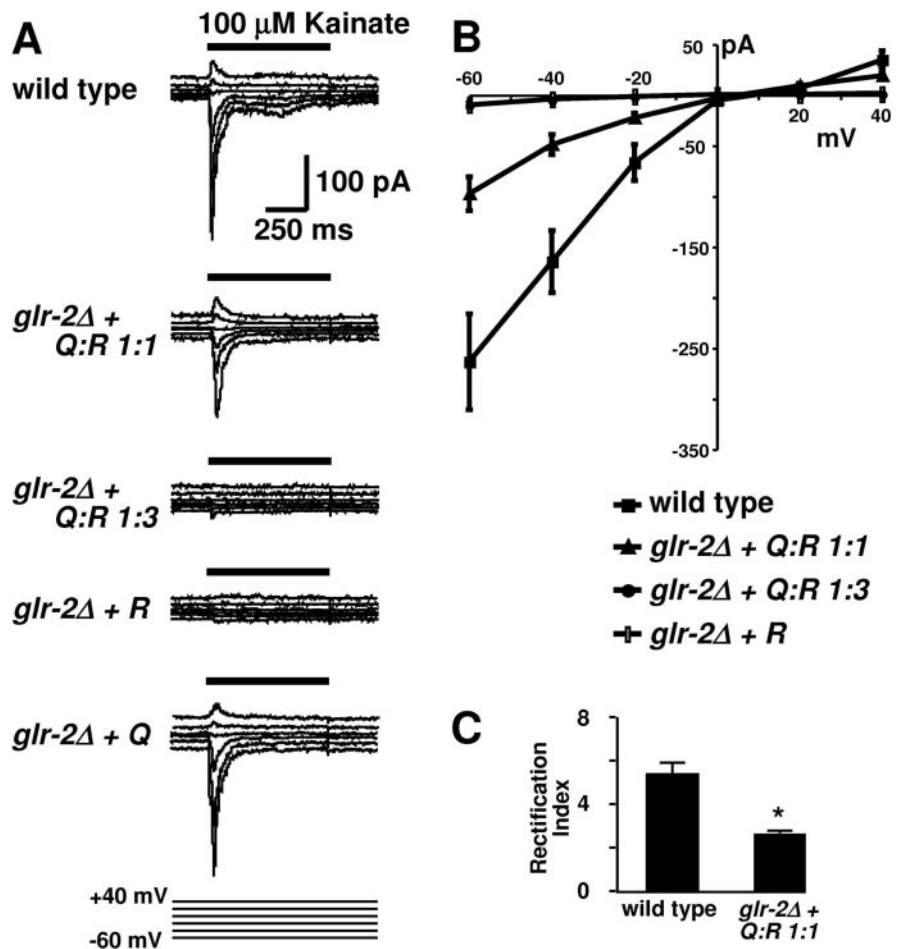 A
100 μM Kainate
wild type
100 pA
250 ms
glr-2Δ +
Q:R 1:1
glr-2Δ +
Q:R 1:3
glr-2Δ + R
glr-2Δ + Q
+40 mV
-60 mV
B
50
pA
-60
-40
-20
20
40
mV
-50
-150
-250
-350
wild type
glr-2Δ + Q:R 1:1
glr-2Δ + Q:R 1:3
glr-2Δ + R
C
Rectification
Index
8
4
0
*
wild type
glr-2Δ +
Q:R 1:1